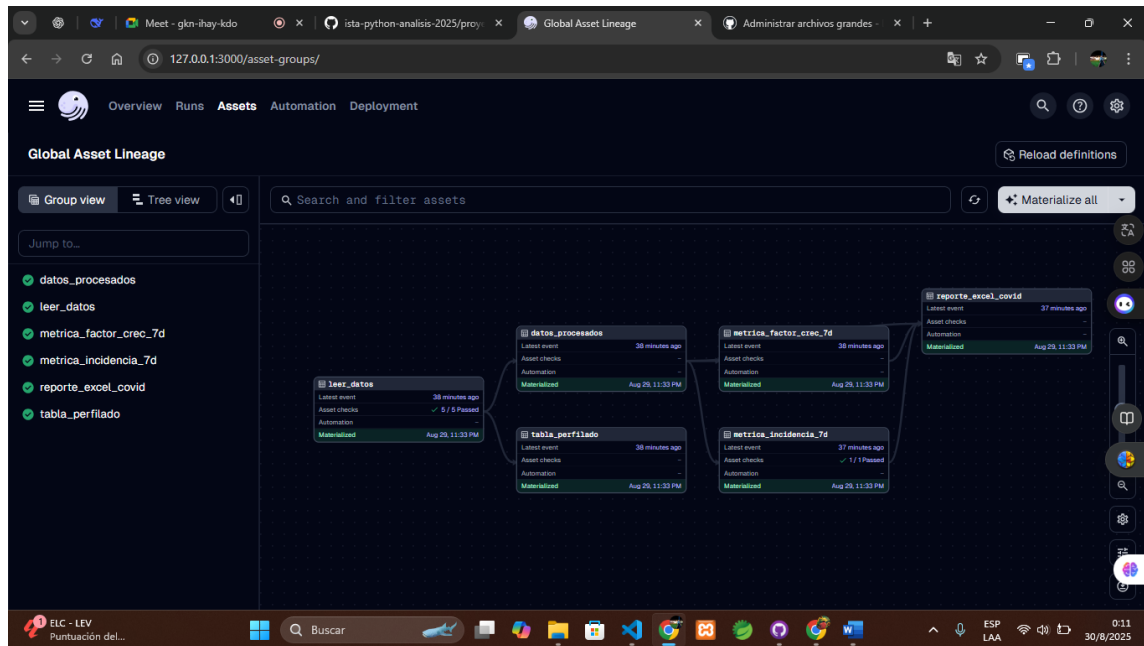 Meet - gkn-ihay-kdo
ista-python-analisis-2025/proye
Global Asset Lineage
Administrar archivos grandes -
127.0.0.1:3000/asset-groups/
Overview Runs Assets Automation Deployment
Global Asset Lineage
Reload definitions
Group view
Tree view
Search and filter assets
Materialize all
Jump to...
datos_procesados
leer_datos
metrica_factor_crec_7d
metrica_incidencia_7d
reporte_excel_covid
tabla_perfilado
leer_datos
Latest event 38 minutes ago
Asset checks 5 / 5 Passed
Automation –
Materialized Aug 29, 11:33 PM
datos_procesados
Latest event 38 minutes ago
Asset checks –
Automation –
Materialized Aug 29, 11:33 PM
tabla_perfilado
Latest event 38 minutes ago
Asset checks –
Automation –
Materialized Aug 29, 11:33 PM
metrica_factor_crec_7d
Latest event 38 minutes ago
Asset checks –
Automation –
Materialized Aug 29, 11:33 PM
metrica_incidencia_7d
Latest event 37 minutes ago
Asset checks 1 / 1 Passed
Automation –
Materialized Aug 29, 11:33 PM
reporte_excel_covid
Latest event 37 minutes ago
Asset checks –
Automation –
Materialized Aug 29, 11:33 PM
1
ELC - LEV
Puntuación del...
Buscar
ESP
LAA
0:11
30/8/2025